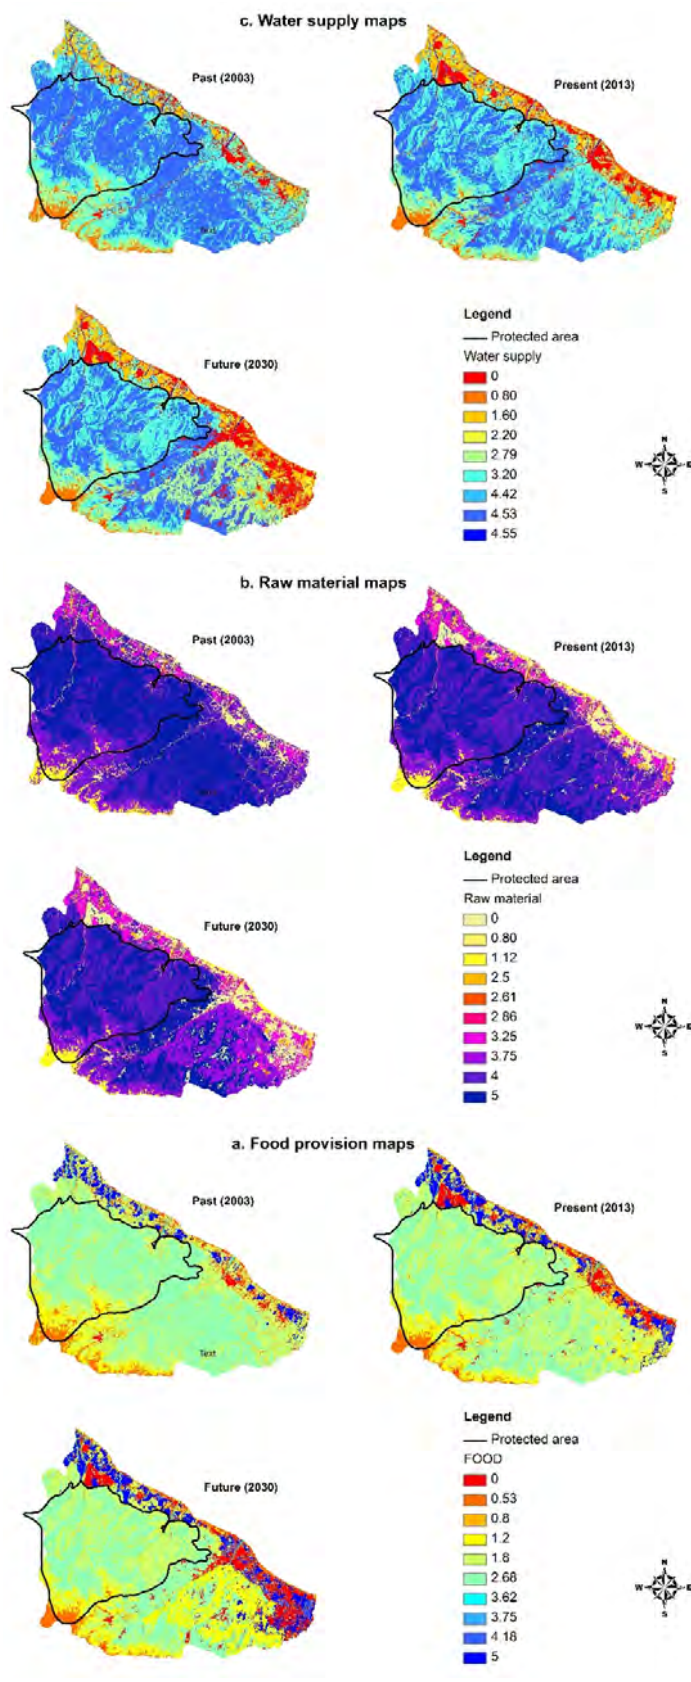 c. Water supply maps
Past (2003)
Present (2013)
Text
Future (2030)
Legend
Protected area
Water supply
0
0.80
1.60
2.20
2.79
3.20
4.42
4.53
4.55
N
W E
S
b. Raw material maps
Past (2003)
Present (2013)
Future (2030)
Legend
Protected area
Raw material
0
0.80
1.12
2.5
2.61
2.86
3.25
3.75
4
5
N
W E
S
a. Food provision maps
Past (2003)
Present (2013)
Text
Future (2030)
Legend
Protected area
FOOD
0
0.53
0.8
1.2
1.8
2.68
3.62
3.75
4.18
5
N
W E
S